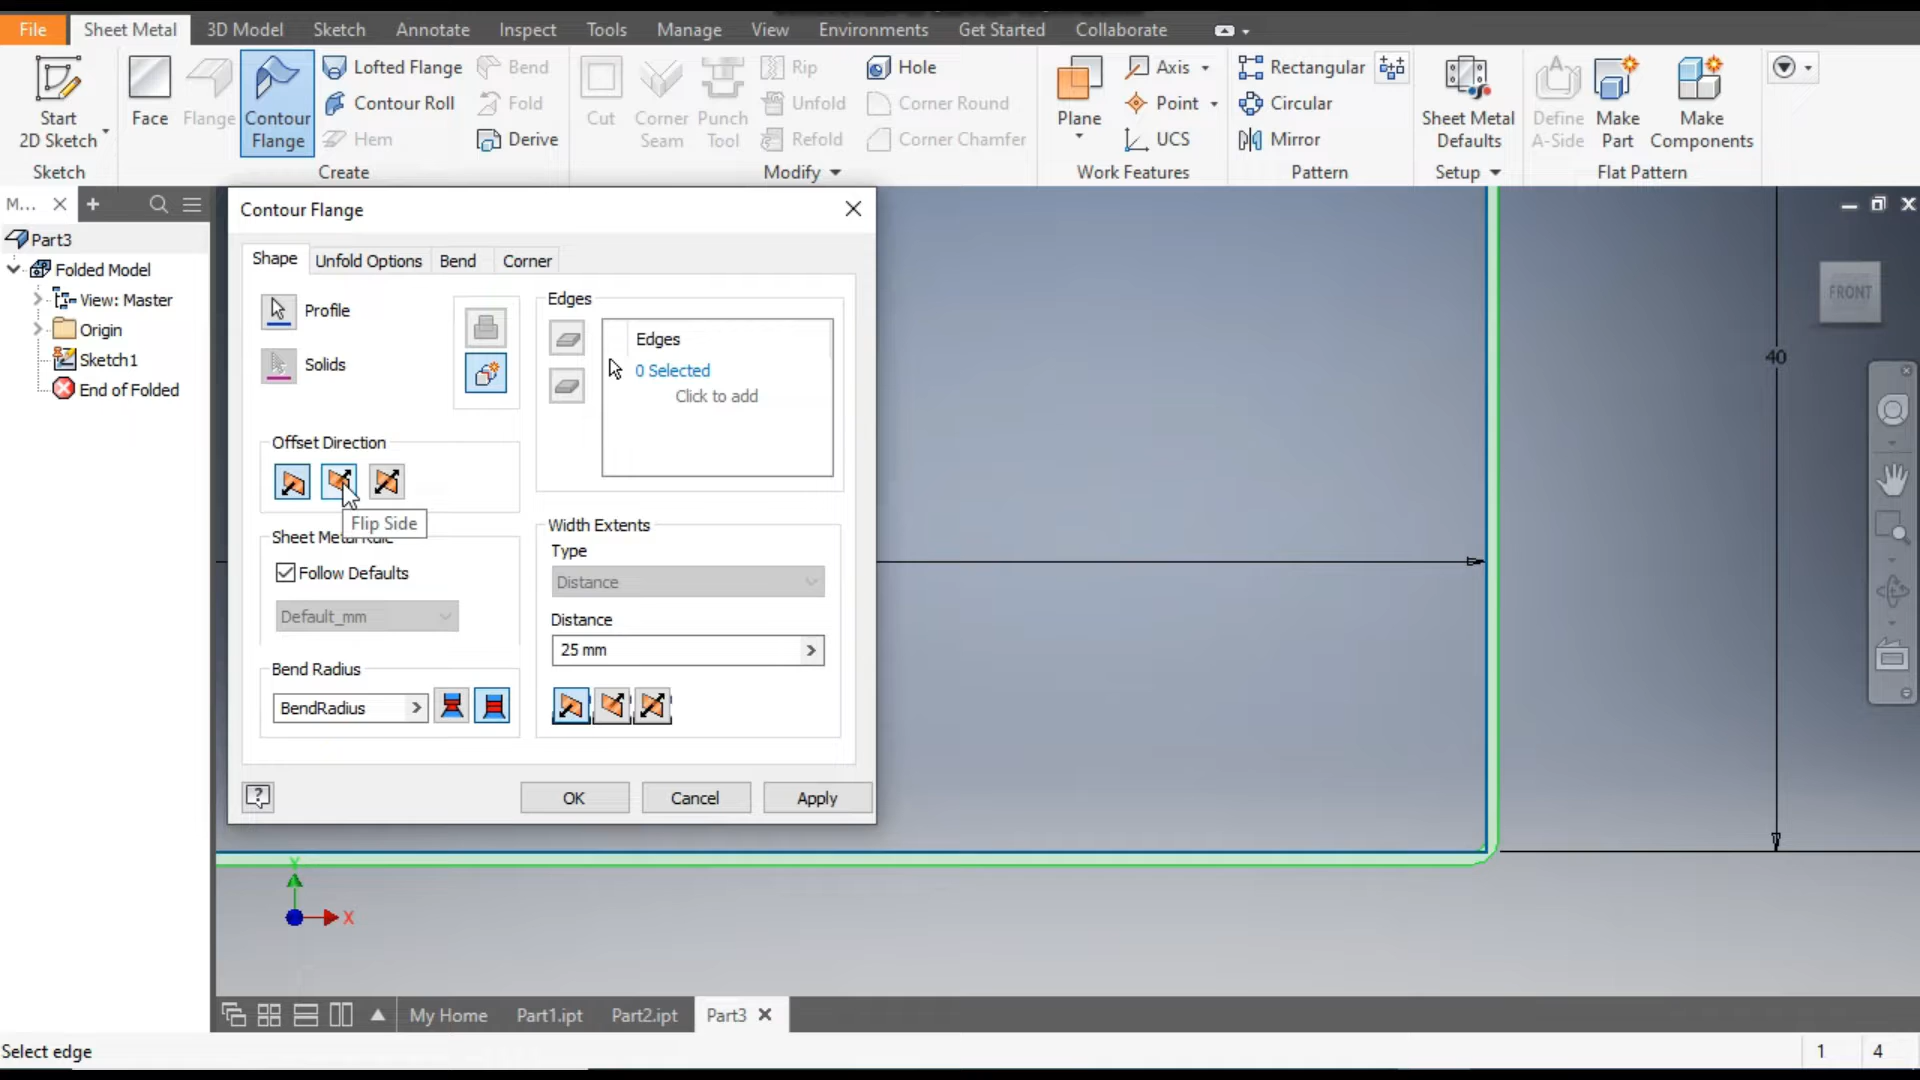 File Sheet Metal 3D Model Sketch Annotate Inspect Tools Manage View Environments Get Started Collaborate
Start
2D Sketch
Face
Flange
Contour
Flange
Lofted Flange
Contour Roll
Hem
Bend
Fold
Derive
Cut
Corner
Seam
Punch
Tool
Rip
Unfold
Refold
Hole
Corner Round
Corner Chamfer
Plane
Axis
Point
UCS
Rectangular
Circular
Mirror
Sheet Metal
Defaults
Define
A-Side
Make
Part
Make
Components
Sketch Create Modify Work Features Pattern Setup Flat Pattern
M...
Part3
Folded Model
View: Master
Origin
Sketch1
End of Folded
Contour Flange
Shape Unfold Options Bend Corner
Profile
Solids
Edges
Edges
0 Selected
Click to add
Offset Direction
Flip Side
Sheet Metal Rule
Follow Defaults
Default_mm
Bend Radius
BendRadius
Width Extents
Type
Distance
Distance
25 mm
OK Cancel Apply
FRONT
40
Y
X
My Home Part1.ipt Part2.ipt Part3
Select edge
1 4